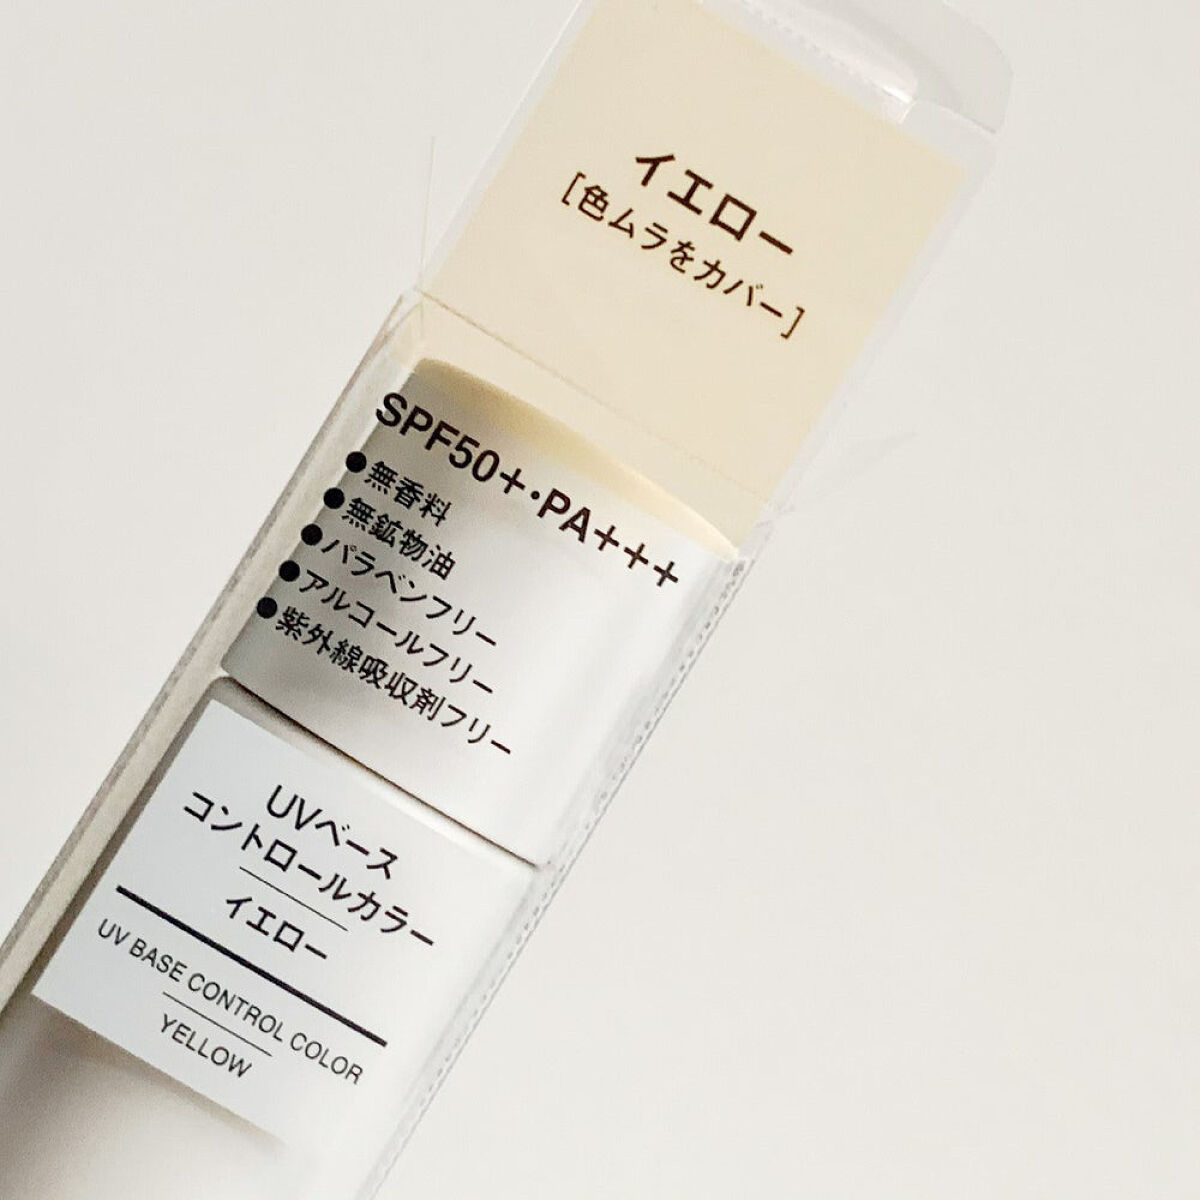 イエロー
[色ムラをカバー]
SPF50+・PA+++
●無香料
●無鉱物油
●パラベンフリー
●アルコールフリー
●紫外線吸収剤フリー
UVベース
コントロールカラー
イエロー
UV BASE CONTROL COLOR
YELLOW